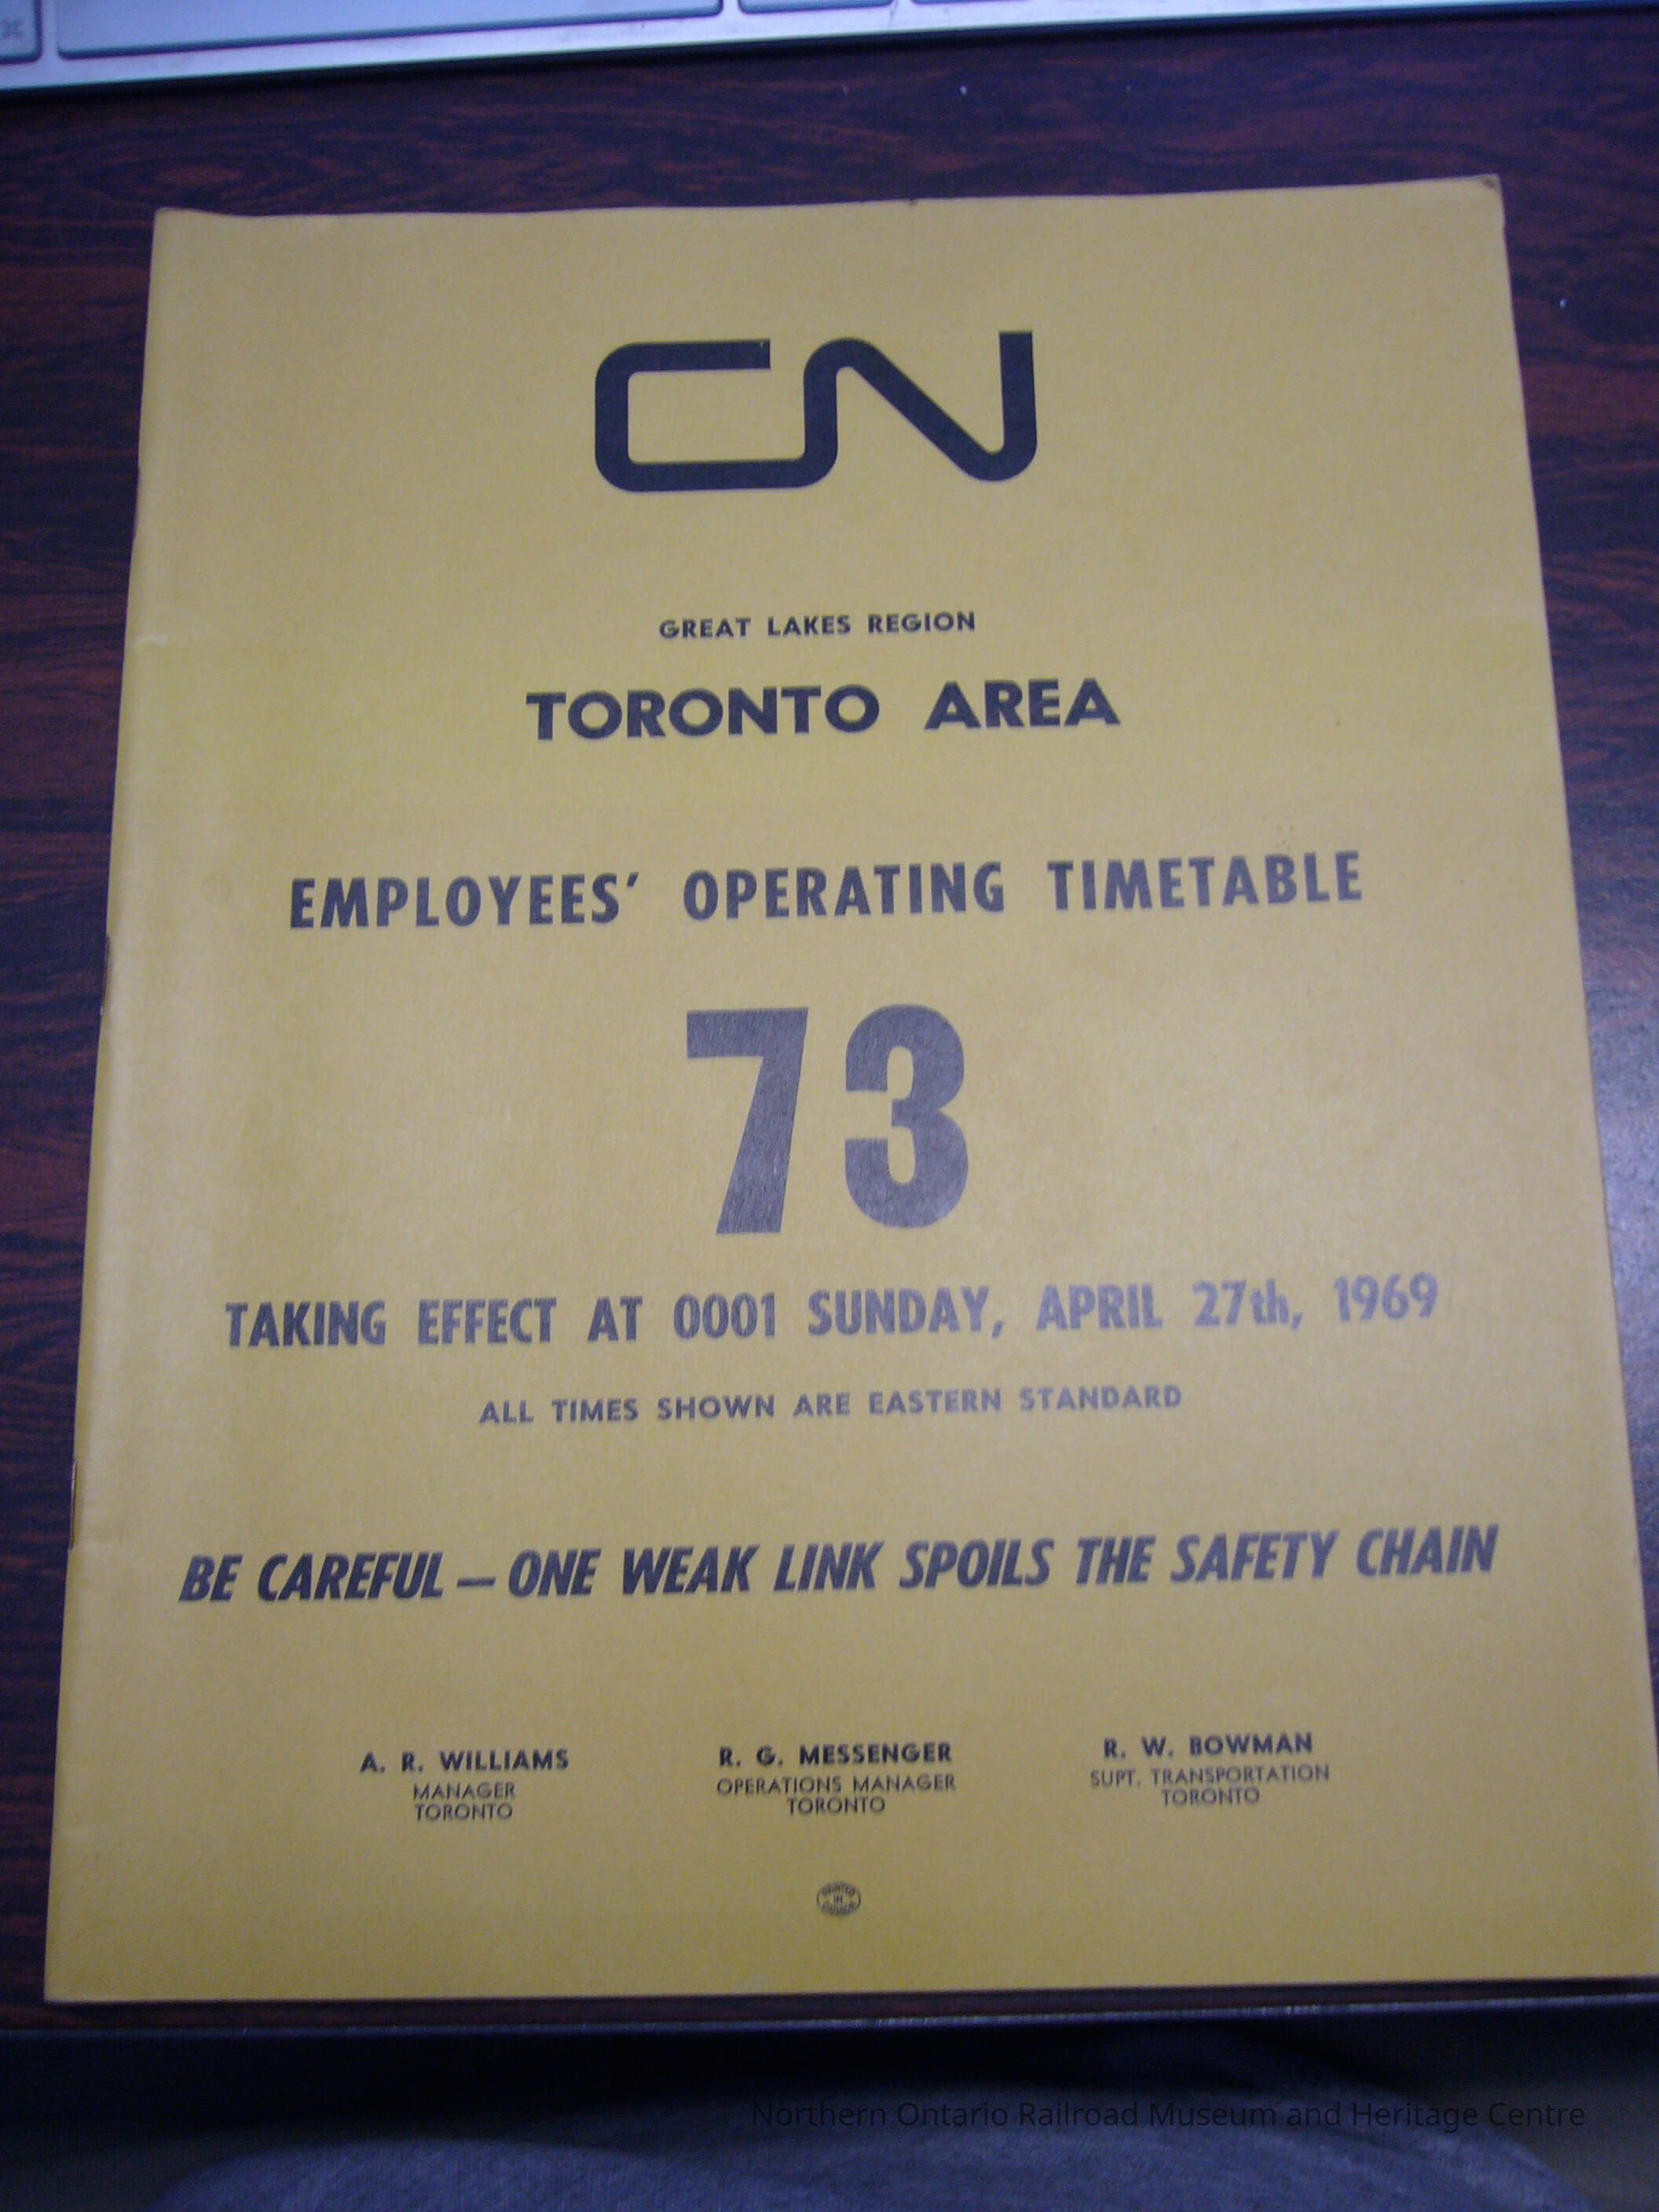 CN
GREAT LAKES REGION
TORONTO AREA
EMPLOYEES' OPERATING TIMETABLE
73
TAKING EFFECT AT 0001 SUNDAY, APRIL 27th, 1969
ALL TIMES SHOWN ARE EASTERN STANDARD
BE CAREFUL — ONE WEAK LINK SPOILS THE SAFETY CHAIN
A. R. WILLIAMS
MANAGER
TORONTO
R. G. MESSENGER
OPERATIONS MANAGER
TORONTO
R. W. BOWMAN
SUPT. TRANSPORTATION
TORONTO
Northern Ontario Railroad Museum and Heritage Centre